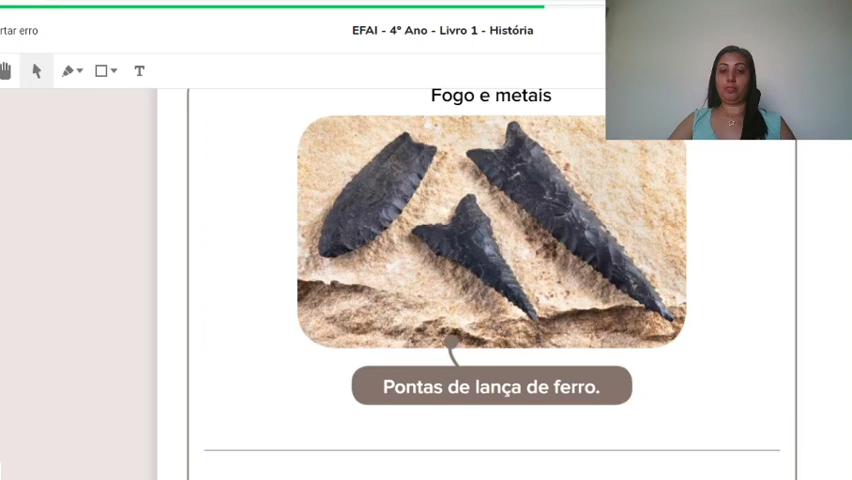 rtar erro
EFAI - 4º Ano - Livro 1 - História
T
Fogo e metais
Pontas de lança de ferro.